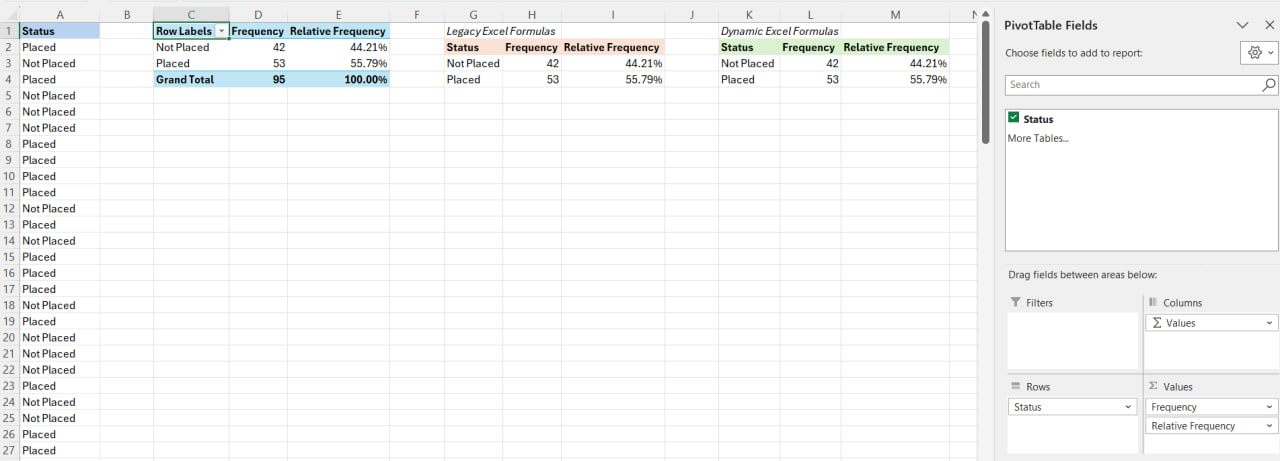 A B C D E F G H I J K L M N
1 Status Row Labels Frequency Relative Frequency Legacy Excel Formulas Dynamic Excel Formulas
2 Placed Not Placed 42 44.21% Status Frequency Relative Frequency Status Frequency Relative Frequency
3 Not Placed Placed 53 55.79% Not Placed 42 44.21% Not Placed 42 44.21%
4 Placed Grand Total 95 100.00% Placed 53 55.79% Placed 53 55.79%
5 Not Placed
6 Not Placed
7 Not Placed
8 Placed
9 Placed
10 Placed
11 Placed
12 Not Placed
13 Placed
14 Not Placed
15 Placed
16 Placed
17 Placed
18 Not Placed
19 Placed
20 Not Placed
21 Not Placed
22 Not Placed
23 Placed
24 Not Placed
25 Not Placed
26 Placed
27 Placed
PivotTable Fields
Choose fields to add to report:
Search
Status
More Tables...
Drag fields between areas below:
Filters
Columns
Σ Values
Rows
Status
Σ Values
Frequency
Relative Frequency